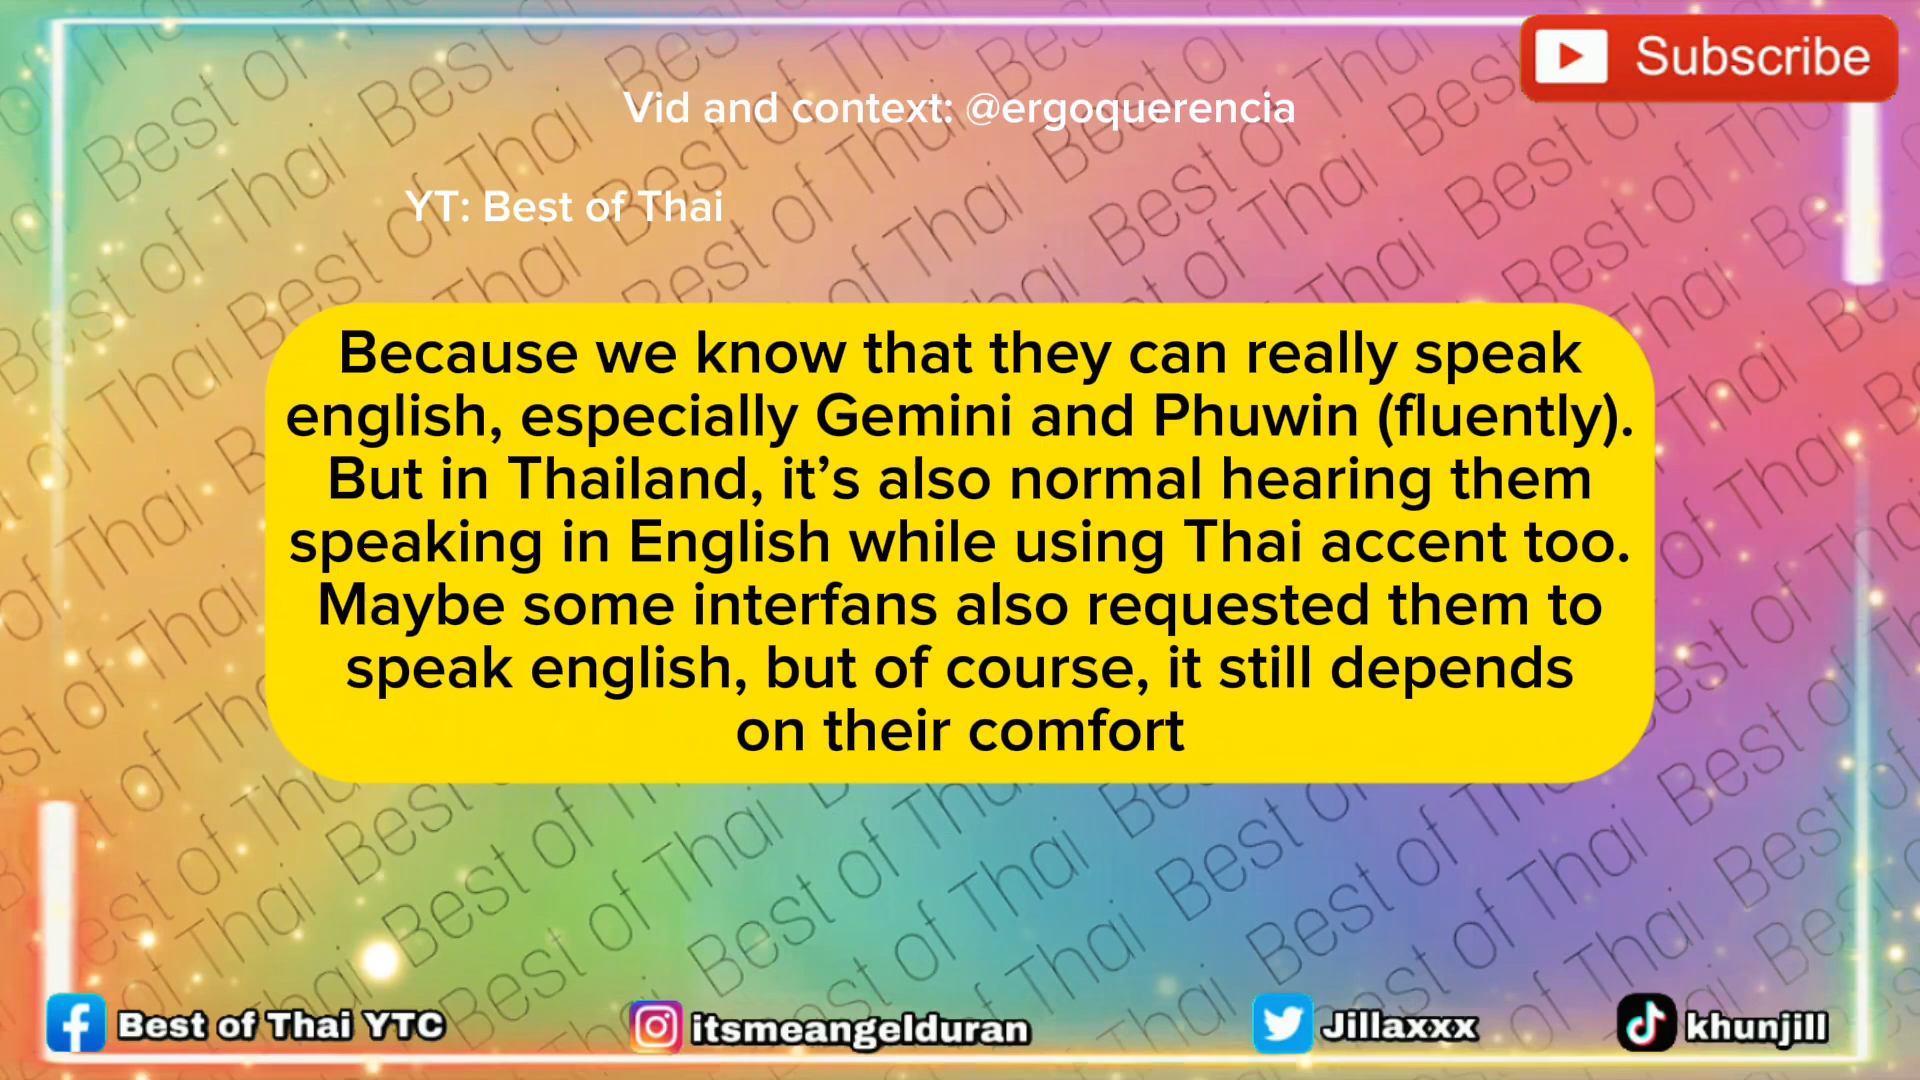 Subscribe
Vid and context: @ergoquerencia
YT: Best of Thai
Because we know that they can really speak
english, especially Gemini and Phuwin (fluently).
But in Thailand, it’s also normal hearing them
speaking in English while using Thai accent too.
Maybe some interfans also requested them to
speak english, but of course, it still depends
on their comfort
Best of Thai YTC
itsmeangelduran
Jillaxxx
khunjill
Best of Thai